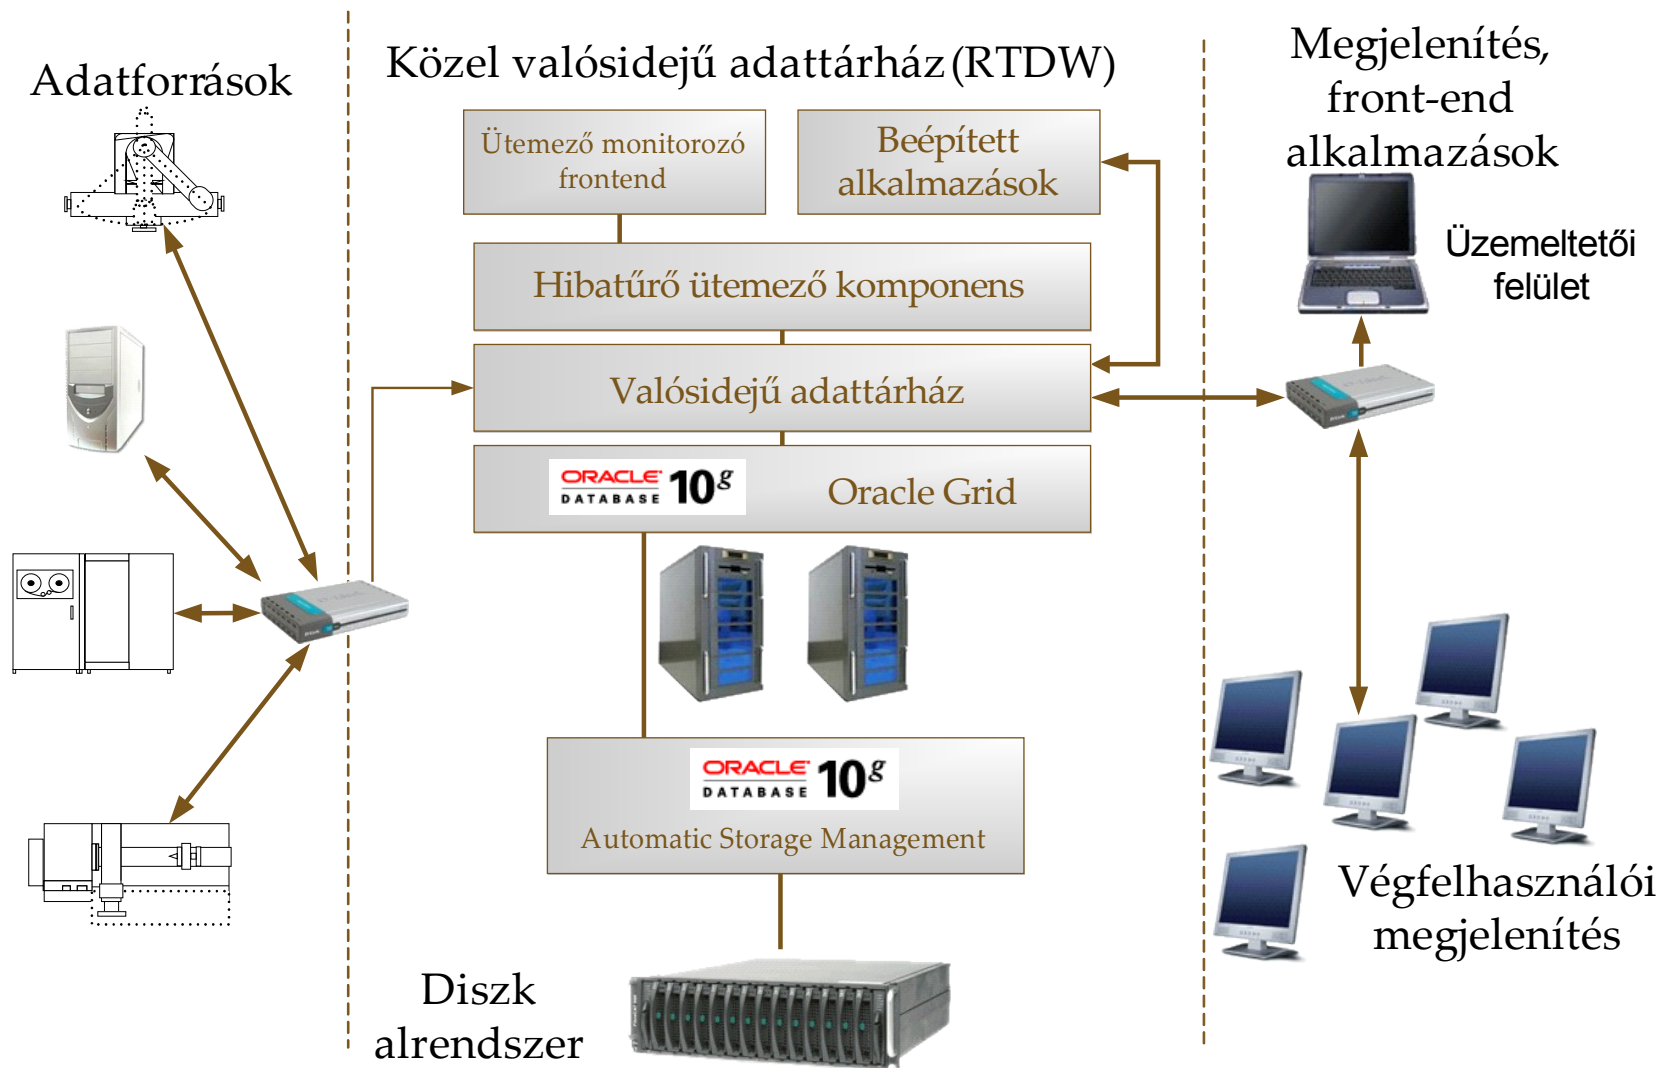 Adatforrások
Közel valósidejű adattárház (RTDW)
Megjelenítés,
front-end
alkalmazások
Ütemező monitorozó
frontend
Beépített
alkalmazások
Üzemeltetői
felület
Hibatűrő ütemező komponens
Valósidejű adattárház
ORACLE
DATABASE 10g
Oracle Grid
ORACLE
DATABASE 10g
Automatic Storage Management
Végfelhasználói
megjelenítés
Diszk
alrendszer